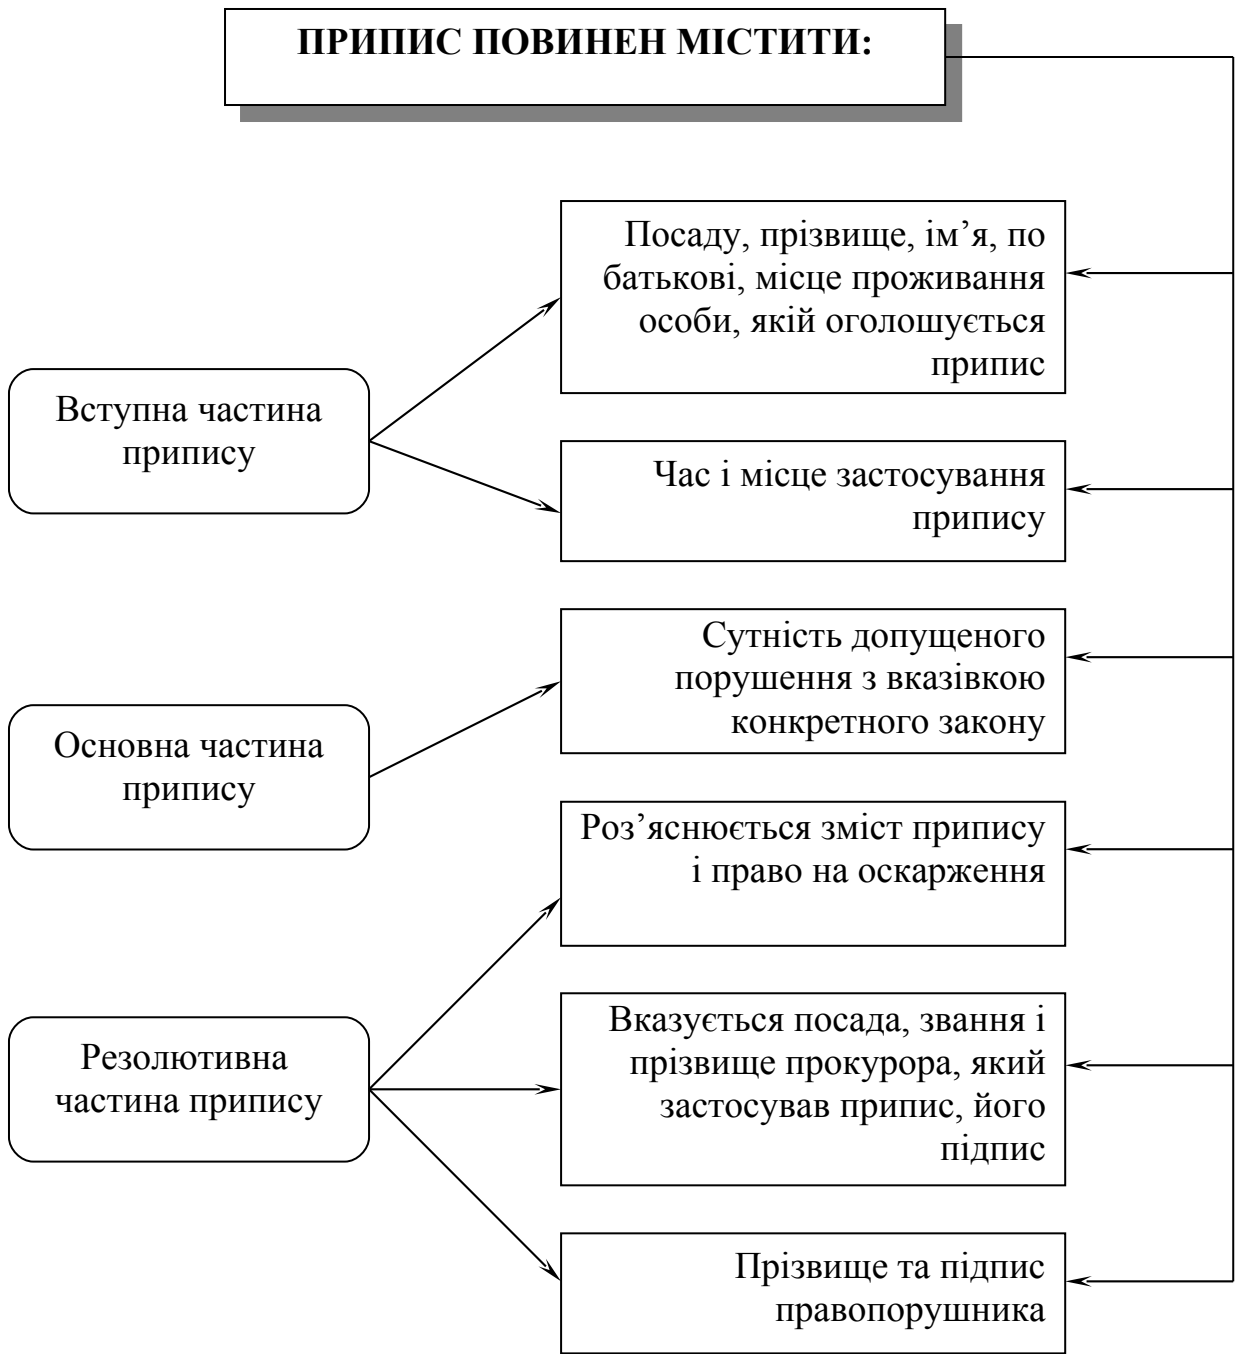 ПРИПИС ПОВИНЕН МІСТИТИ:
Посаду, прізвище, ім’я, по
батькові, місце проживання
особи, якій оголошується
припис
Вступна частина
припису
Час і місце застосування
припису
Сутність допущеного
порушення з вказівкою
конкретного закону
Основна частина
припису
Роз’яснюється зміст припису
і право на оскарження
Вказується посада, звання і
прізвище прокурора, який
застосував припис, його
підпис
Резолютивна
частина припису
Прізвище та підпис
правопорушника